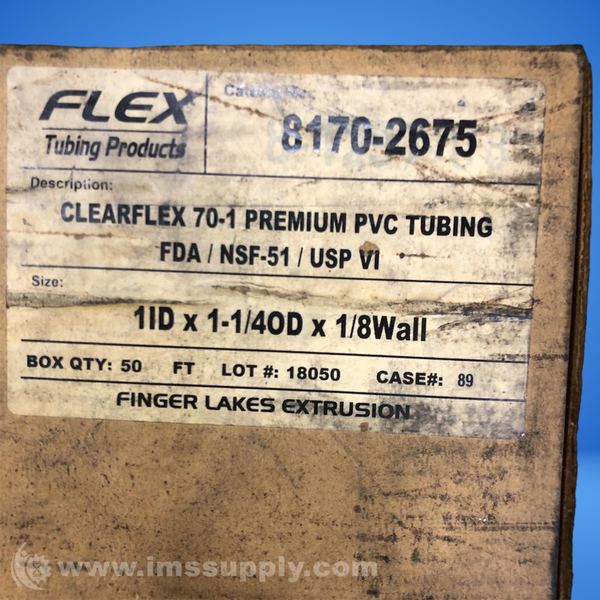 FLEX
Tubing Products
Catalog No.
8170-2675
Description:
CLEARFLEX 70-1 PREMIUM PVC TUBING
FDA / NSF-51 / USP VI
Size:
1ID x 1-1/4OD x 1/8Wall
BOX QTY: 50 FT LOT #: 18050 CASE#: 89
FINGER LAKES EXTRUSION
www.imssupply.com